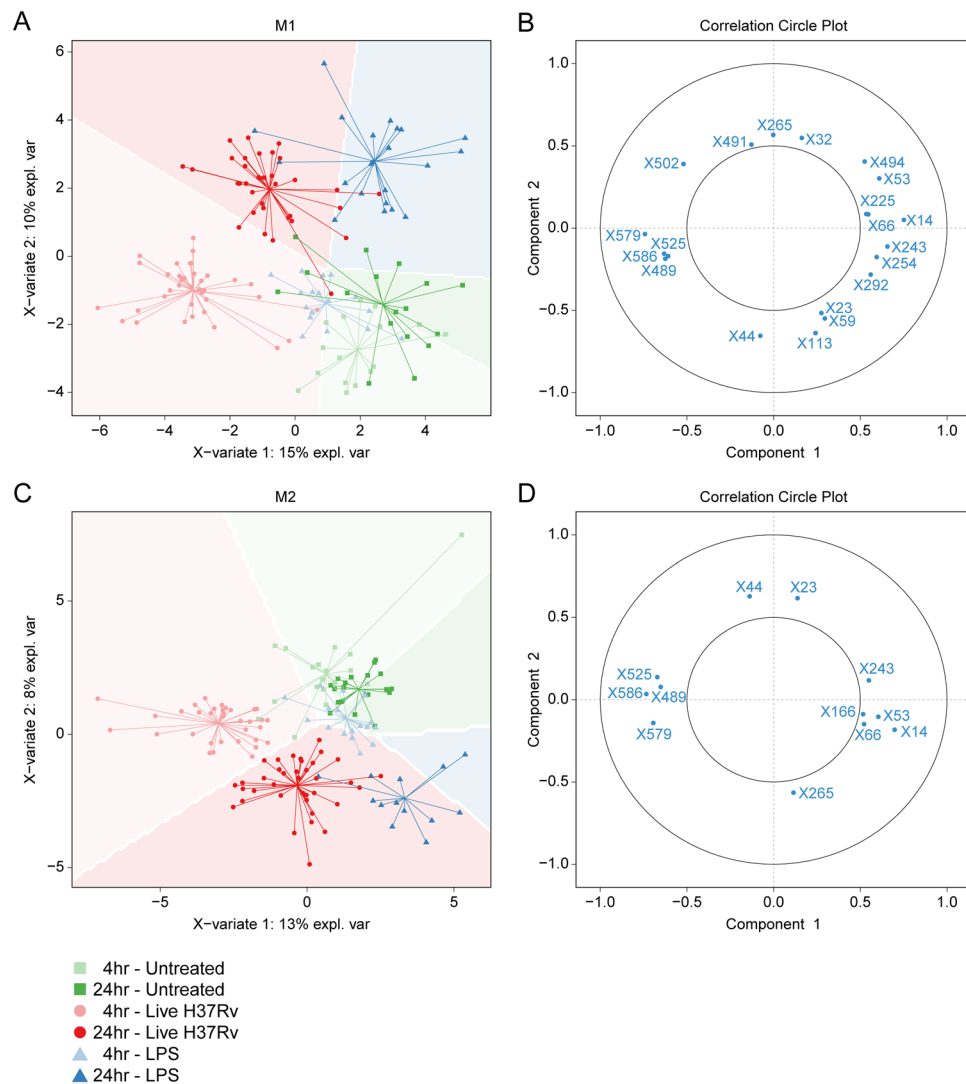 A
M1
6
4
2
0
−2
−4
X−variate 2: 10% expl. var
−6
−4
−2
0
2
4
X−variate 1: 15% expl. var
B
Correlation Circle Plot
1.0
0.5
0.0
−0.5
−1.0
Component 2
X265
X491
X32
X502
X494
X53
X225
X66
X14
X579
X525
X586
X489
X243
X254
X292
X23
X59
X44
X113
−1.0
−0.5
0.0
0.5
1.0
Component 1
C
M2
5
0
−5
X−variate 2: 8% expl. var
−5
0
5
X−variate 1: 13% expl. var
D
Correlation Circle Plot
1.0
0.5
0.0
−0.5
−1.0
Component 2
X44
X23
X525
X243
X586
X489
X166
X53
X579
X66
X14
X265
−1.0
−0.5
0.0
0.5
1.0
Component 1
4hr - Untreated
24hr - Untreated
4hr - Live H37Rv
24hr - Live H37Rv
4hr - LPS
24hr - LPS